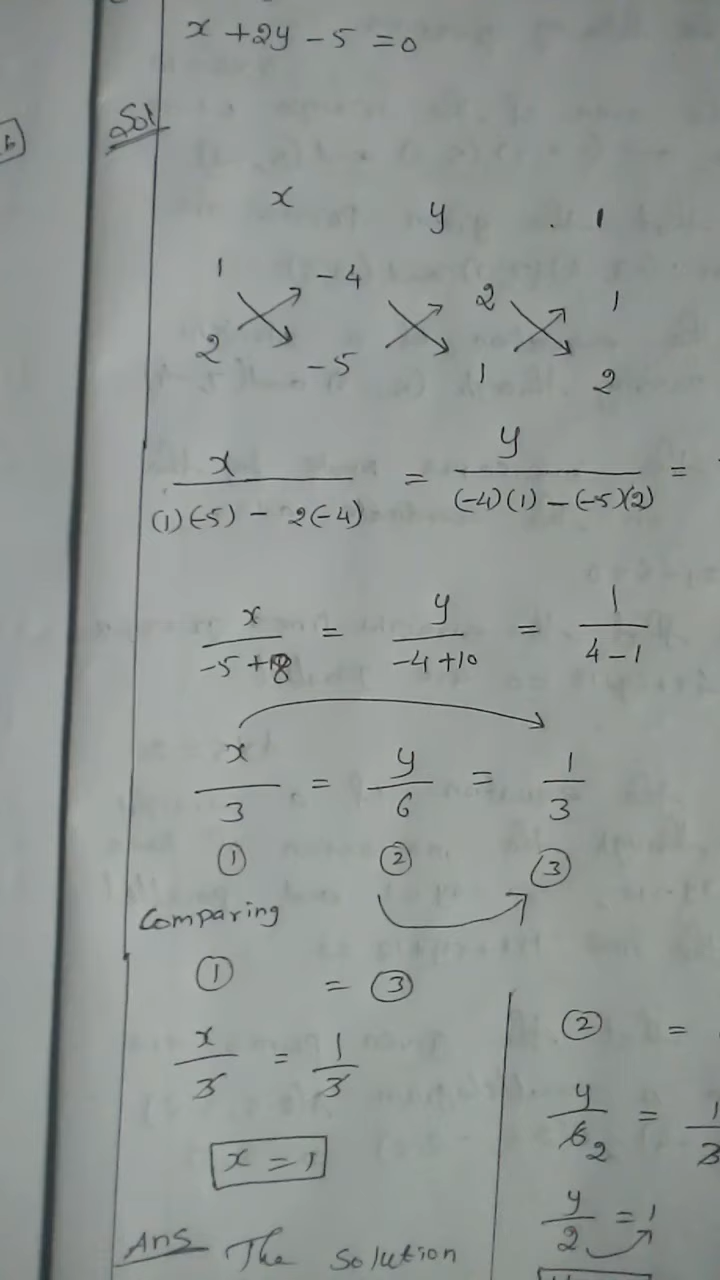 x + 2y - 5 = 0
Sol
x y 1
1 -4 2 1
2 -5 1 2
x/(1)(-5) - 2(-4) = y/(-4)(1) - (-5)(2) =
x/-5+8 = y/-4+10 = 1/4-1
x/3 = y/6 = 1/3
① ② ③
Comparing
① = ③
x/3 = 1/3
x = 1
② =
y/6 2 = 1/3
y/2 = 1
Ans The solution